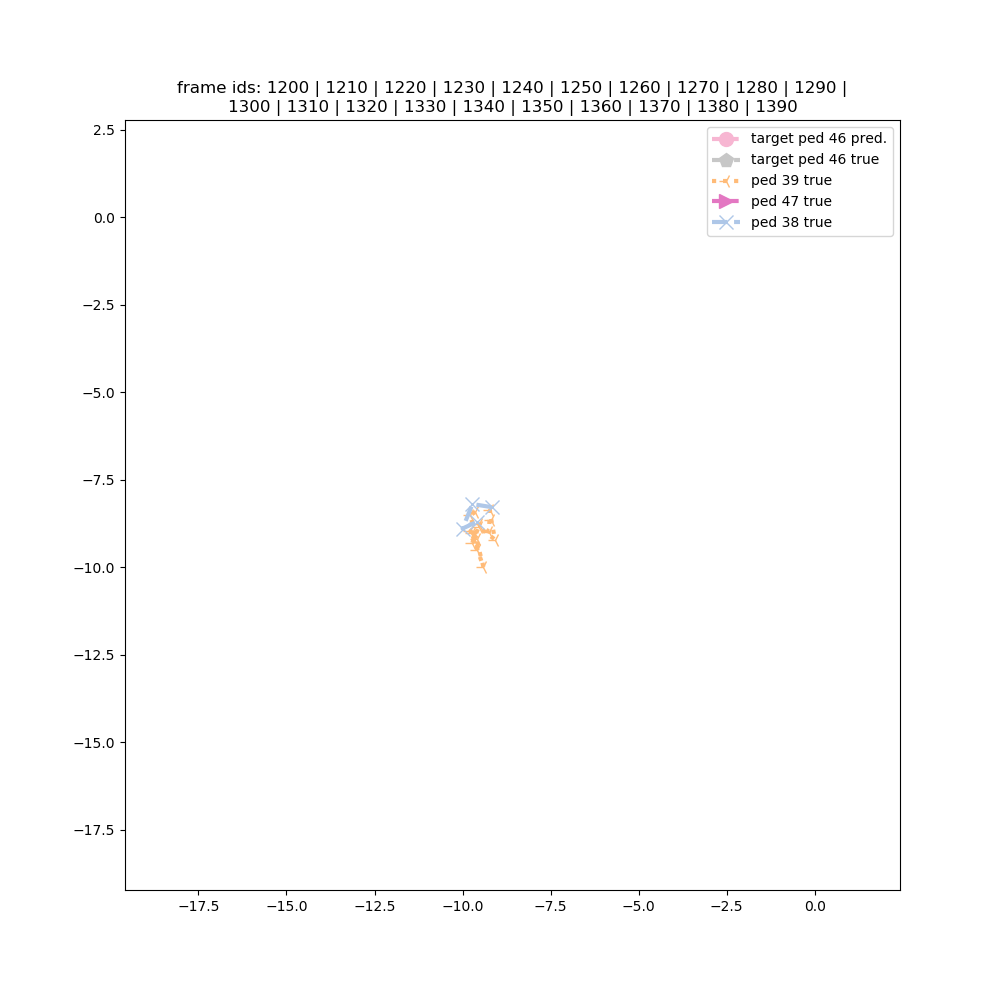 frame ids: 1200 | 1210 | 1220 | 1230 | 1240 | 1250 | 1260 | 1270 | 1280 | 1290 |
1300 | 1310 | 1320 | 1330 | 1340 | 1350 | 1360 | 1370 | 1380 | 1390
target ped 46 pred.
target ped 46 true
ped 39 true
ped 47 true
ped 38 true
2.5
0.0
−2.5
−5.0
−7.5
−10.0
−12.5
−15.0
−17.5
−17.5 −15.0 −12.5 −10.0 −7.5 −5.0 −2.5 0.0